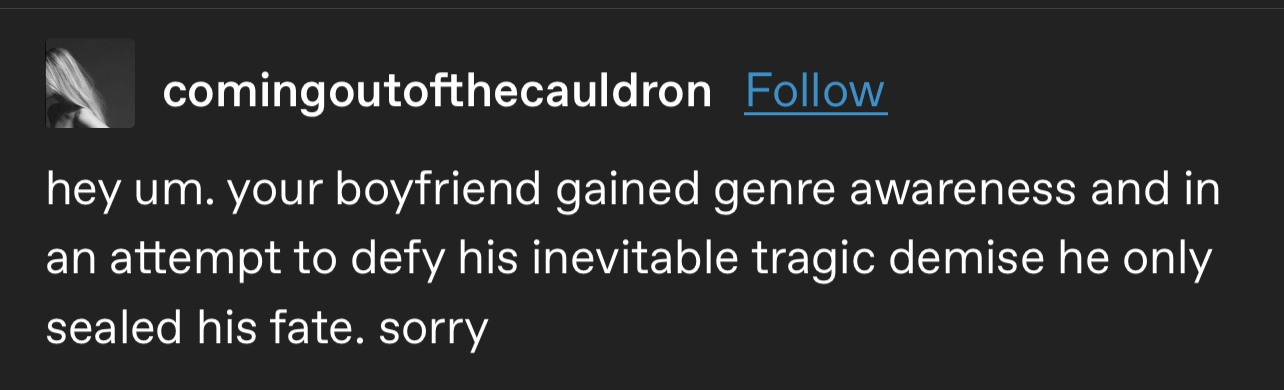 comingoutofthecauldron Follow
hey um. your boyfriend gained genre awareness and in
an attempt to defy his inevitable tragic demise he only
sealed his fate. sorry